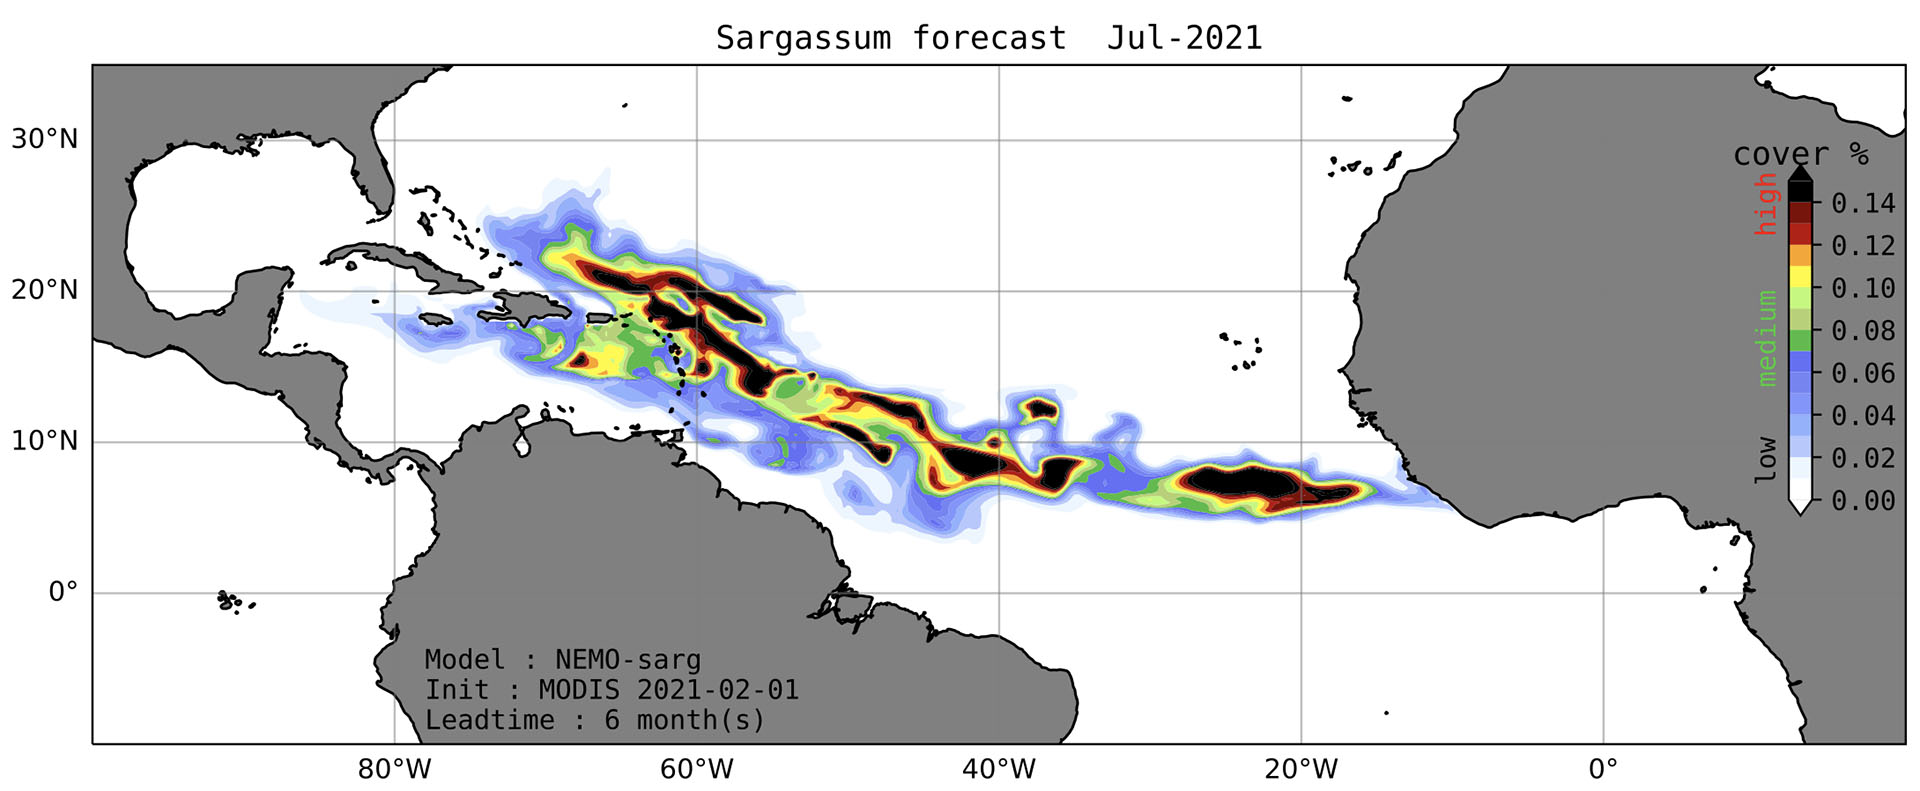 Sargassum forecast Jul-2021
30°N
20°N
10°N
0°
80°W
60°W
40°W
20°W
0°
cover %
high
medium
low
0.14
0.12
0.10
0.08
0.06
0.04
0.02
0.00
Model : NEMO-sarg
Init : MODIS 2021-02-01
Leadtime : 6 month(s)